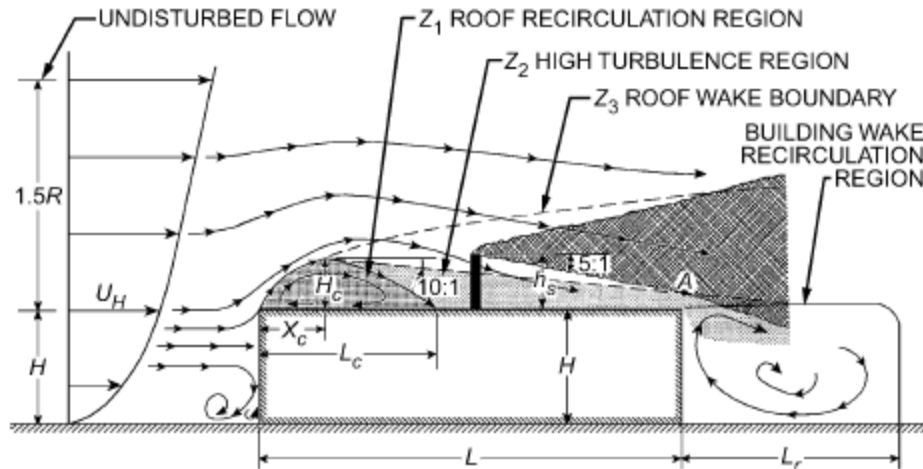 UNDISTURBED FLOW
Z1 ROOF RECIRCULATION REGION
Z2 HIGH TURBULENCE REGION
Z3 ROOF WAKE BOUNDARY
BUILDING WAKE
RECIRCULATION
REGION
1.5R
5:1
UH
Hc
10:1
hs
A
Xc
Lc
H
H
L
Lr